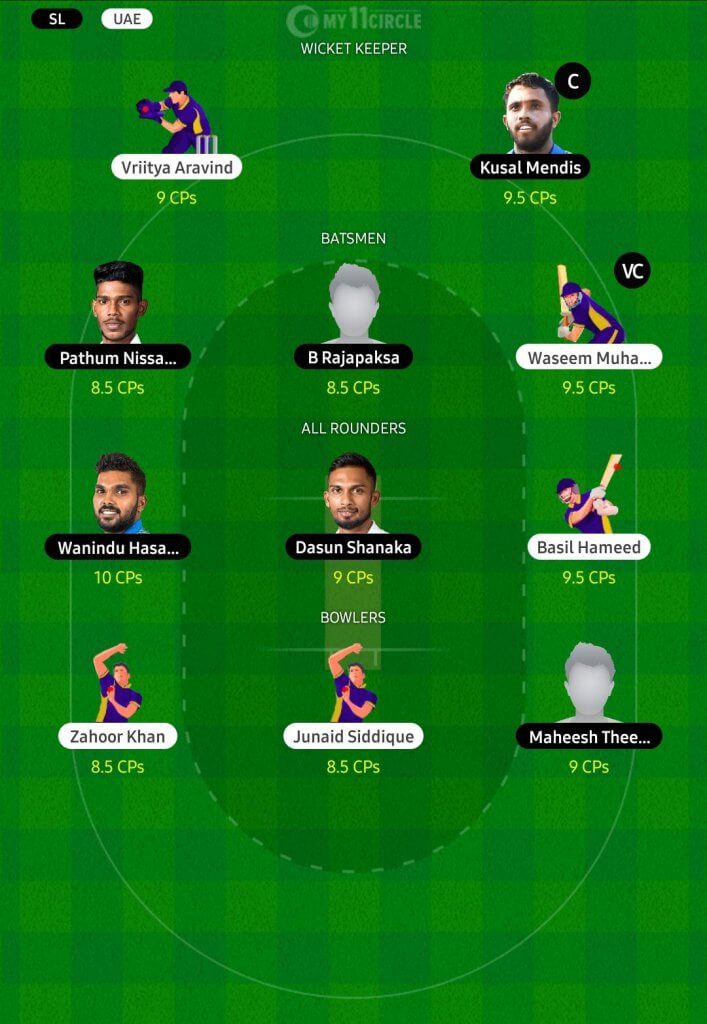 SL UAE MY11CIRCLE
WICKET KEEPER
C
Vriitya Aravind Kusal Mendis
9 CPs 9.5 CPs
BATSMEN
VC
Pathum Nissa... B Rajapaksa Waseem Muha...
8.5 CPs 8.5 CPs 9.5 CPs
ALL ROUNDERS
Wanindu Hasa... Dasun Shanaka Basil Hameed
10 CPs 9 CPs 9.5 CPs
BOWLERS
Zahoor Khan Junaid Siddique Maheesh Thee...
8.5 CPs 8.5 CPs 9 CPs